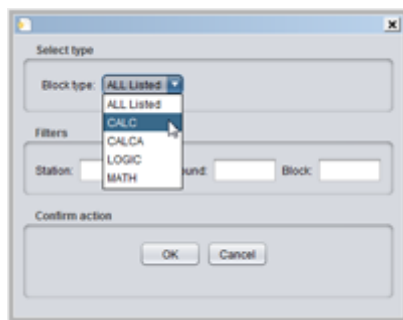 Select type
Block type: ALL Listed
ALL Listed
CALC
CALCA
LOGIC
MATH
Filters
Station: ound: Block:
Confirm action
OK Cancel